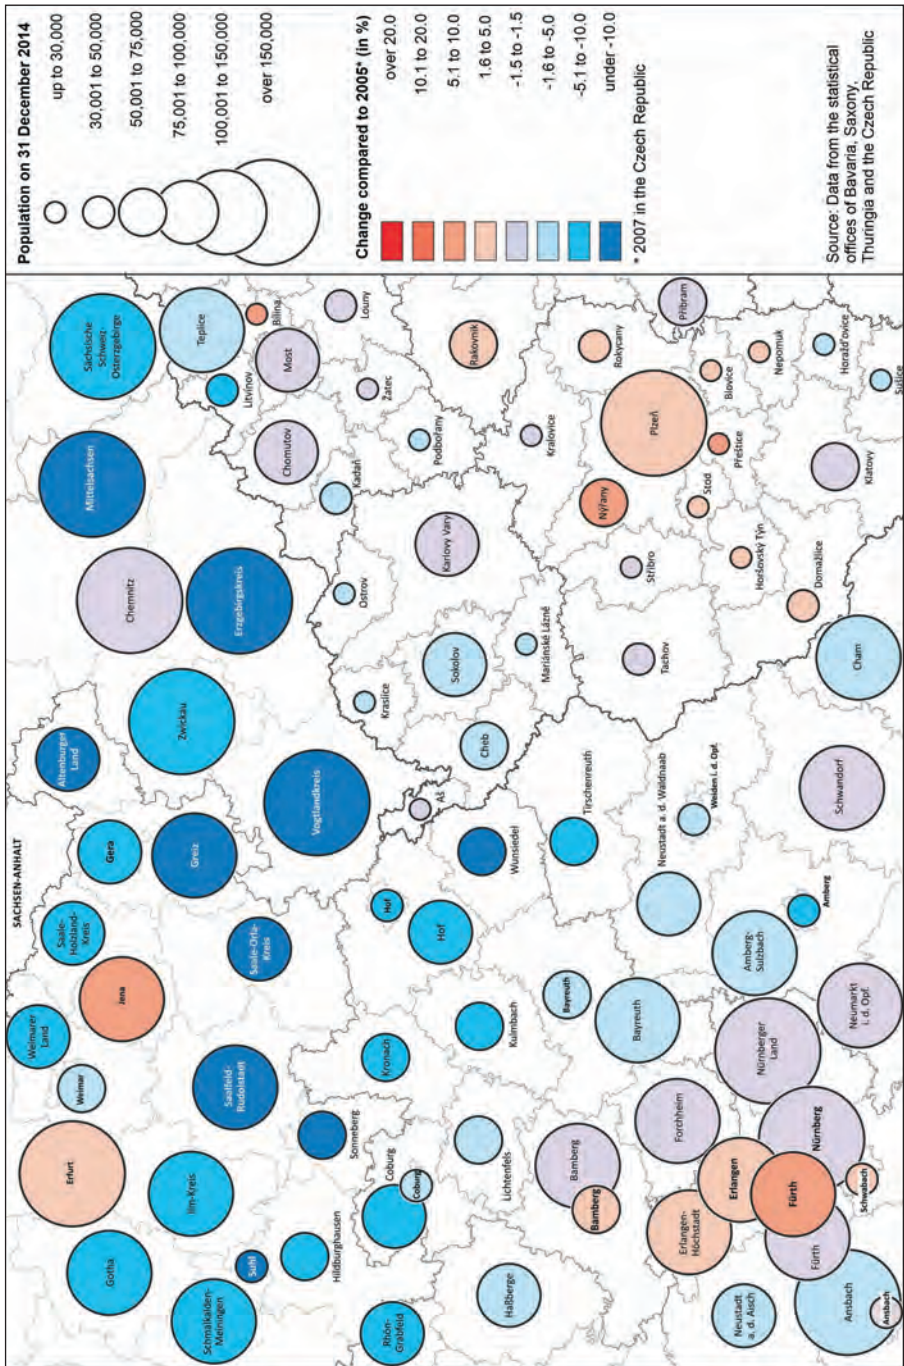 SACHSEN-ANHALT
Weimarer
Land
Altenburger
Land
Saale-
Holzland-
Kreis
Erfurt
Weimar
Mittelsachsen
Sächsische
Schweiz-
Osterzgebirge
Gotha
Jena
Gera
Chemnitz
Ilm-Kreis
Zwickau
Greiz
Teplice
Schmalkalden-
Meiningen
Saalfeld-
Rudolstadt
Litvínov
Erzgebirgskreis
Suhl
Saale-Orla-
Kreis
Bílina
Most
Chomutov
Hildburghausen
Sonneberg
Vogtlandkreis
Kadaň
Louny
Ostrov
Žatec
Kraslice
Rhön-
Grabfeld
Coburg
Coburg
Kronach
Hof
Hof
Aš
Podbořany
Karlovy Vary
Sokolov
Rakovník
Cheb
Haßberge
Lichtenfels
Kulmbach
Wunsiedel
Mariánské Lázně
Kralovice
Bamberg
Bamberg
Bayreuth
Tirschenreuth
Nýřany
Rokycany
Bayreuth
Neustadt a. d. Waldnaab
Tachov
Stříbro
Plzeň
Erlangen-
Höchstadt
Forchheim
Weiden i. d. Opf.
Stod
Příbram
Neustadt
a. d. Aisch
Erlangen
Nürnberger
Land
Amberg-
Sulzbach
Horšovský Týn
Přeštice
Blovice
Fürth
Fürth
Nürnberg
Amberg
Domažlice
Nepomuk
Ansbach
Ansbach
Schwabach
Neumarkt
i. d. Opf.
Schwandorf
Cham
Klatovy
Horažďovice
Sušice
Population on 31 December 2014
up to 30,000
30,001 to 50,000
50,001 to 75,000
75,001 to 100,000
100,001 to 150,000
over 150,000
Change compared to 2005* (in %)
over 20.0
10.1 to 20.0
5.1 to 10.0
1.6 to 5.0
-1.5 to -1.5
-1.6 to -5.0
-5.1 to -10.0
under -10.0
* 2007 in the Czech Republic
Source: Data from the statistical
offices of Bavaria, Saxony,
Thuringia and the Czech Republic